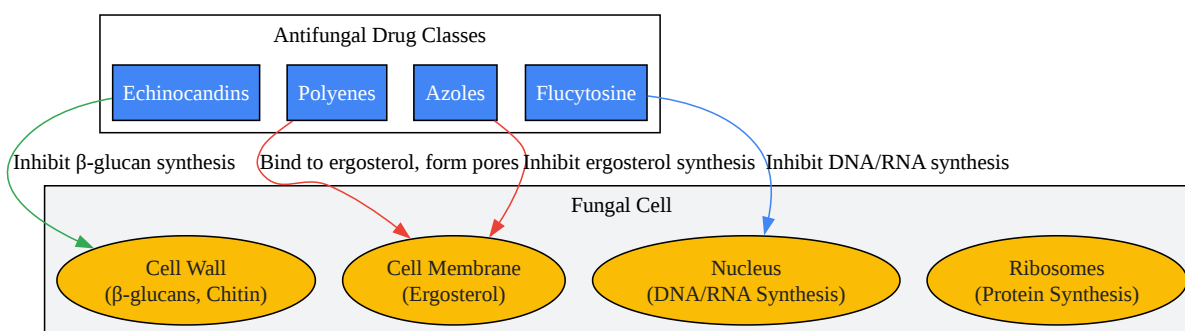 Antifungal Drug Classes
Echinocandins
Polyenes
Azoles
Flucytosine
Inhibit β-glucan synthesis
Bind to ergosterol, form pores
Inhibit ergosterol synthesis
Inhibit DNA/RNA synthesis
Fungal Cell
Cell Wall
(β-glucans, Chitin)
Cell Membrane
(Ergosterol)
Nucleus
(DNA/RNA Synthesis)
Ribosomes
(Protein Synthesis)